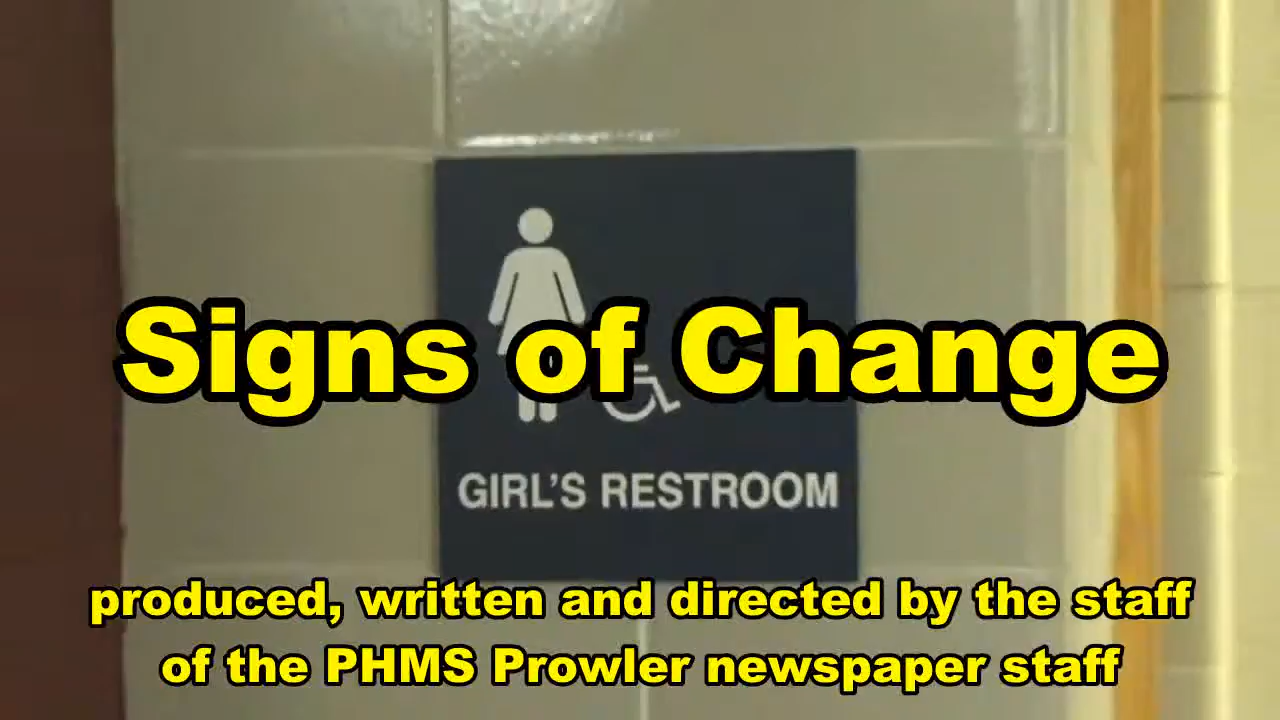 Signs of Change
GIRL'S RESTROOM
produced, written and directed by the staff
of the PHMS Prowler newspaper staff